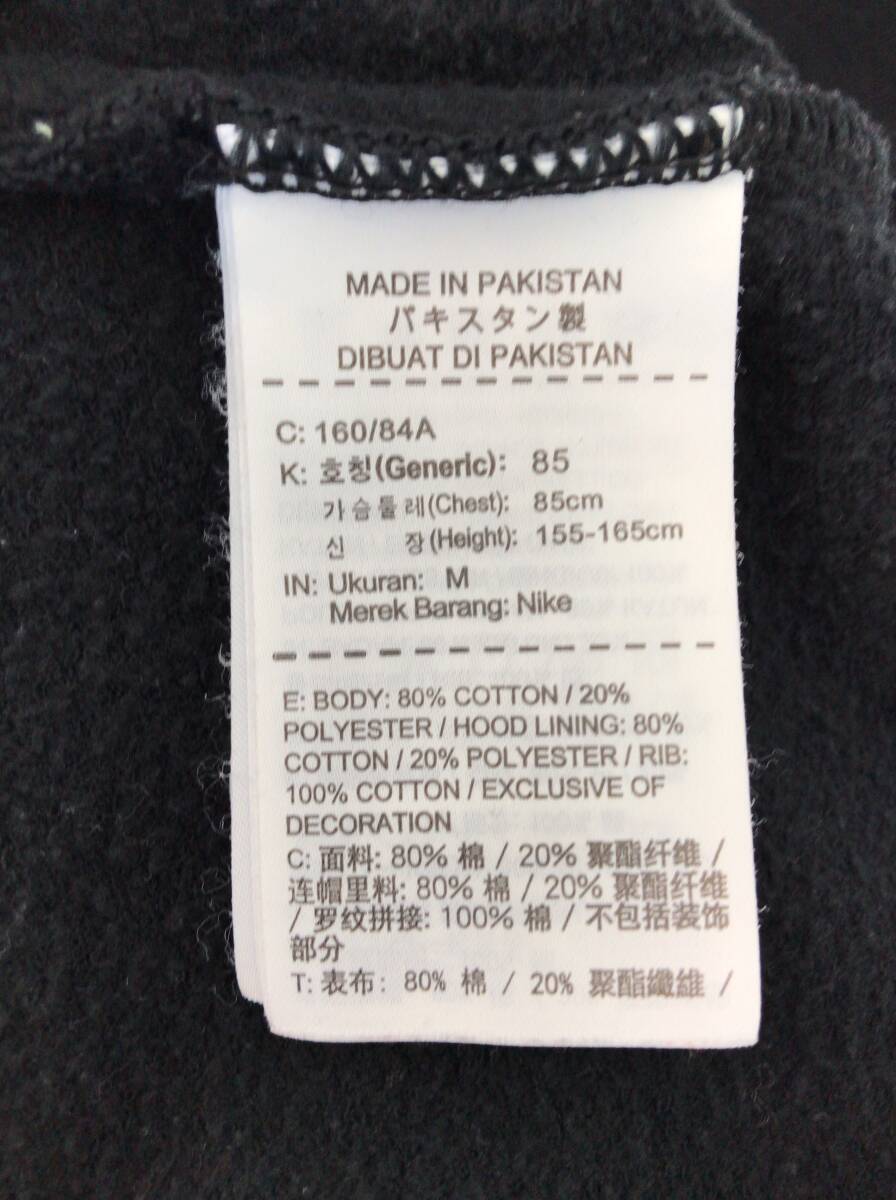 MADE IN PAKISTAN
パキスタン製
DIBUAT DI PAKISTAN
C: 160/84A
K: 호칭(Generic): 85
가슴둘레(Chest): 85cm
신 장(Height): 155-165cm
IN: Ukuran: M
Merek Barang: Nike
E: BODY: 80% COTTON / 20%
POLYESTER / HOOD LINING: 80%
COTTON / 20% POLYESTER / RIB:
100% COTTON / EXCLUSIVE OF
DECORATION
C: 面料: 80% 棉 / 20% 聚酯纤维 /
连帽里料: 80% 棉 / 20% 聚酯纤维
/ 罗纹拼接: 100% 棉 / 不包括装饰
部分
T: 表布: 80% 棉 / 20% 聚酯纖維 /